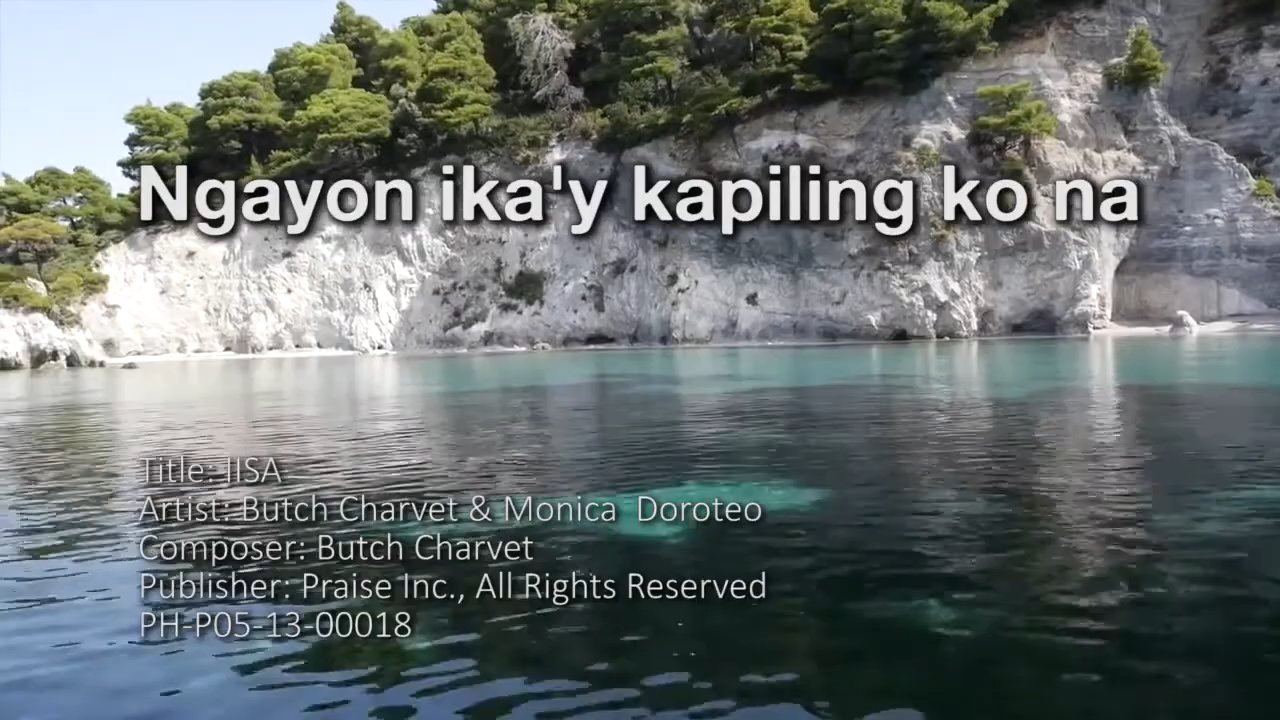 Ngayon ika'y kapiling ko na
Title: IISA
Artist: Butch Charvet & Monica Doroteo
Composer: Butch Charvet
Publisher: Praise Inc., All Rights Reserved
PH-P05-13-00018